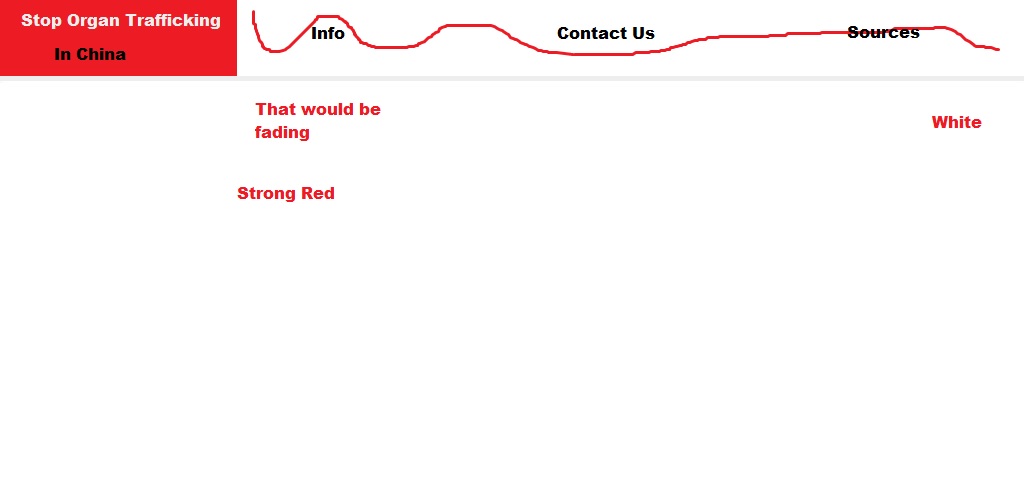 Stop Organ Trafficking
In China
Info
Contact Us
Sources
That would be
fading
White
Strong Red